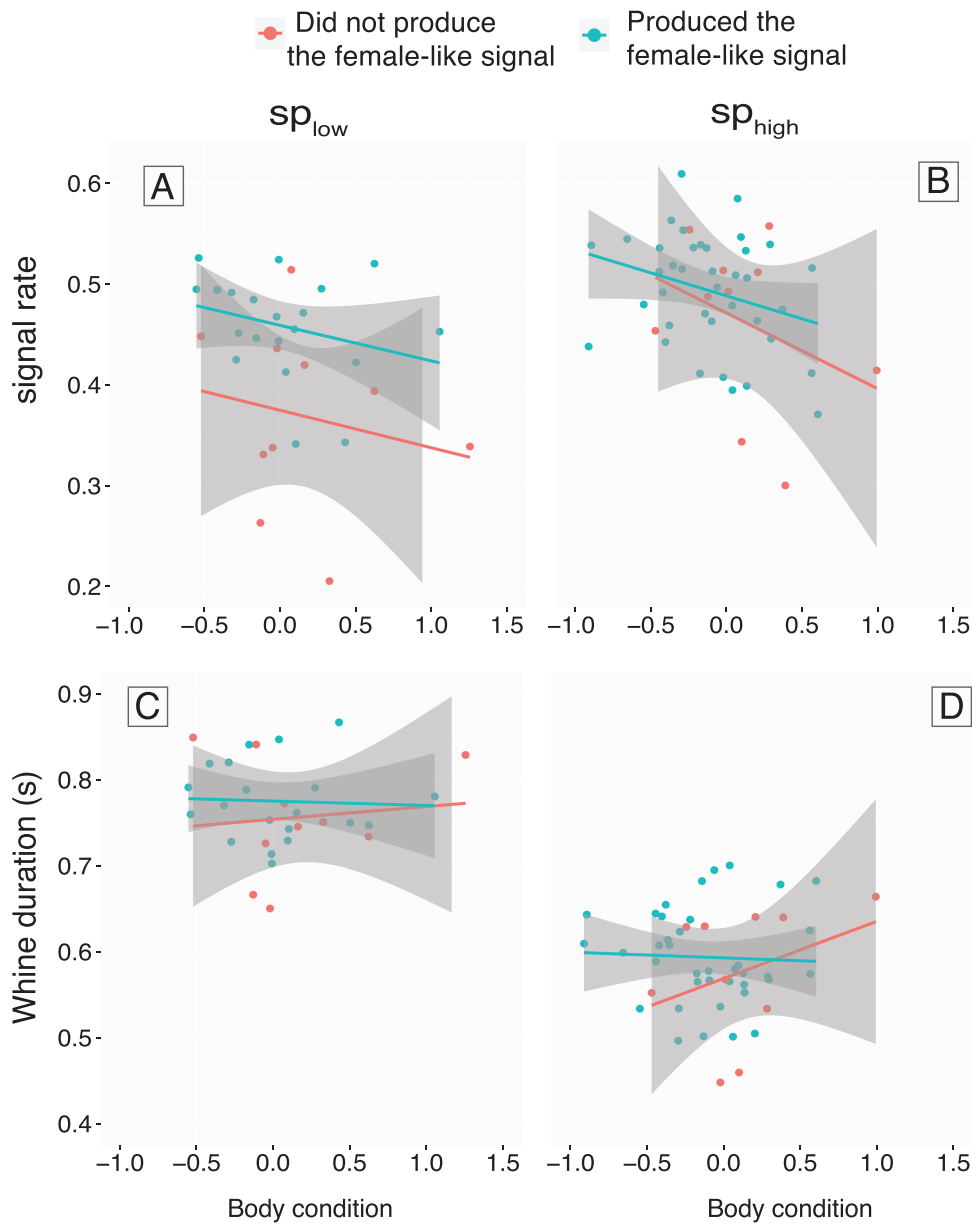 Did not produce
the female-like signal
Produced the
female-like signal
sp low
sp high
A
B
signal rate
0.6
0.5
0.4
0.3
0.2
−1.0 −0.5 0.0 0.5 1.0 1.5
−1.0 −0.5 0.0 0.5 1.0 1.5
C
D
Whine duration (s)
0.9
0.8
0.7
0.6
0.5
0.4
−1.0 −0.5 0.0 0.5 1.0 1.5
−1.0 −0.5 0.0 0.5 1.0 1.5
Body condition
Body condition